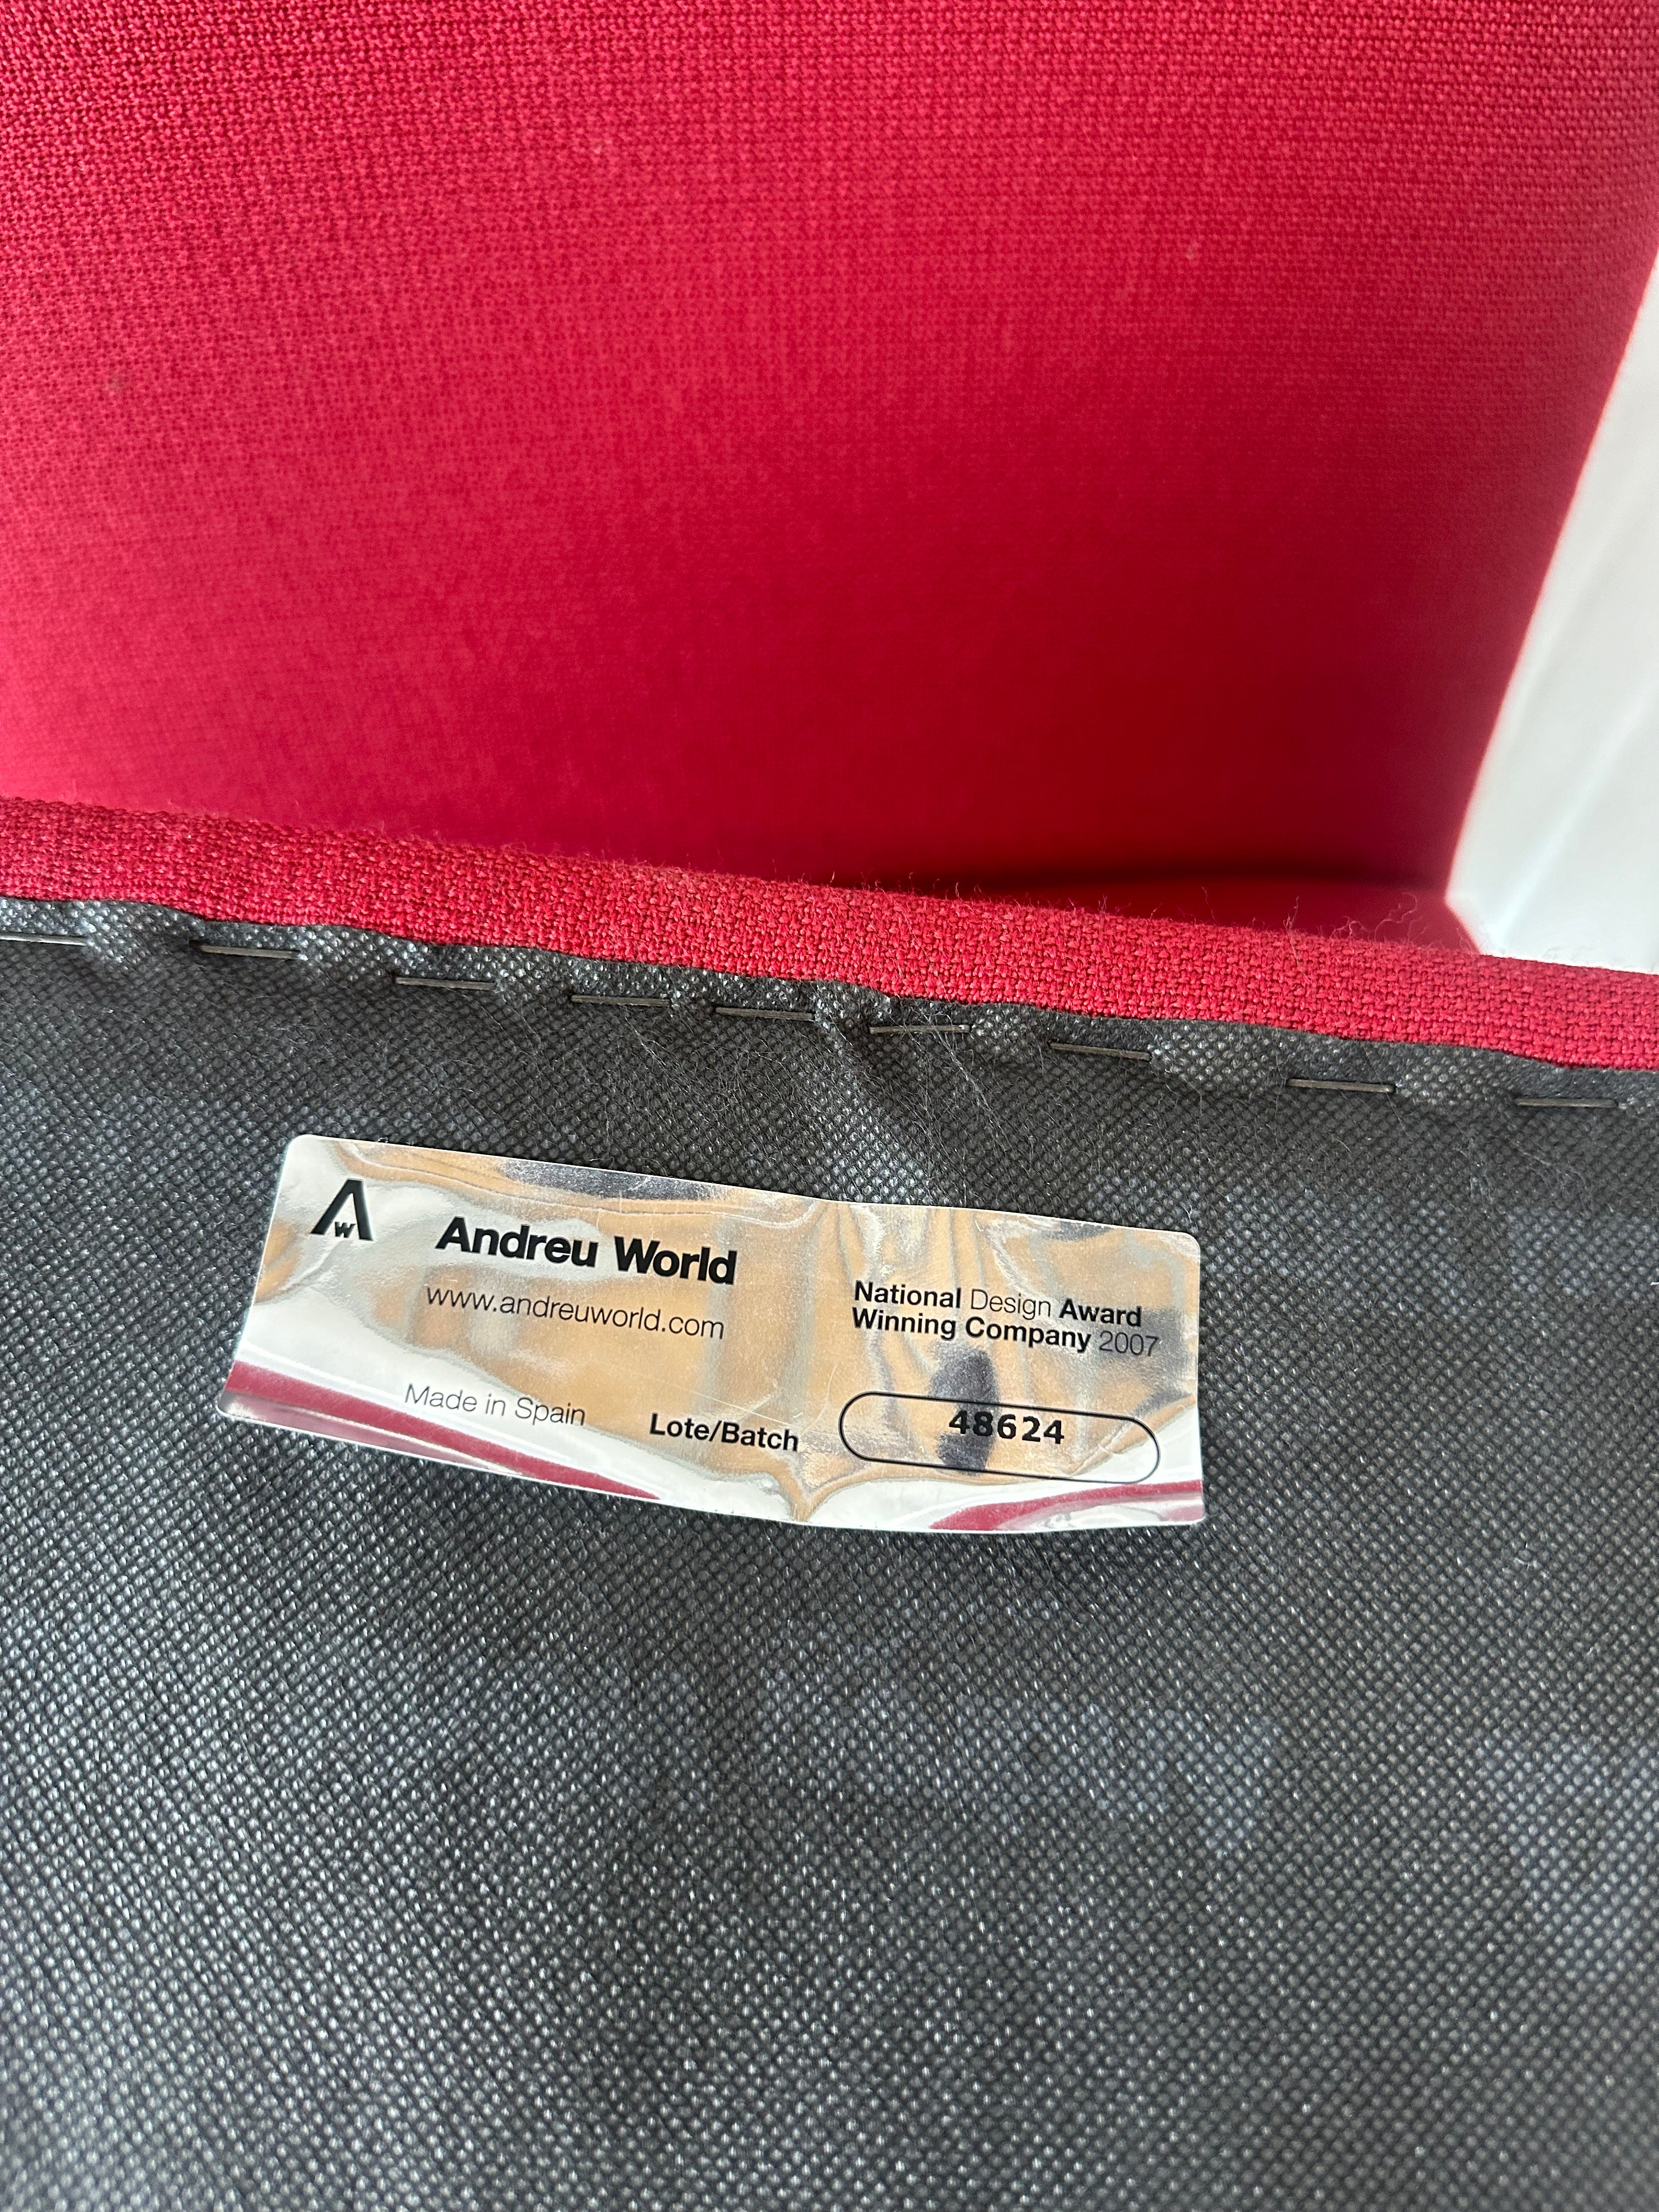 AW
Andreu World
www.andreuworld.com
National Design Award
Winning Company 2007
Made in Spain
Lote/Batch 48624